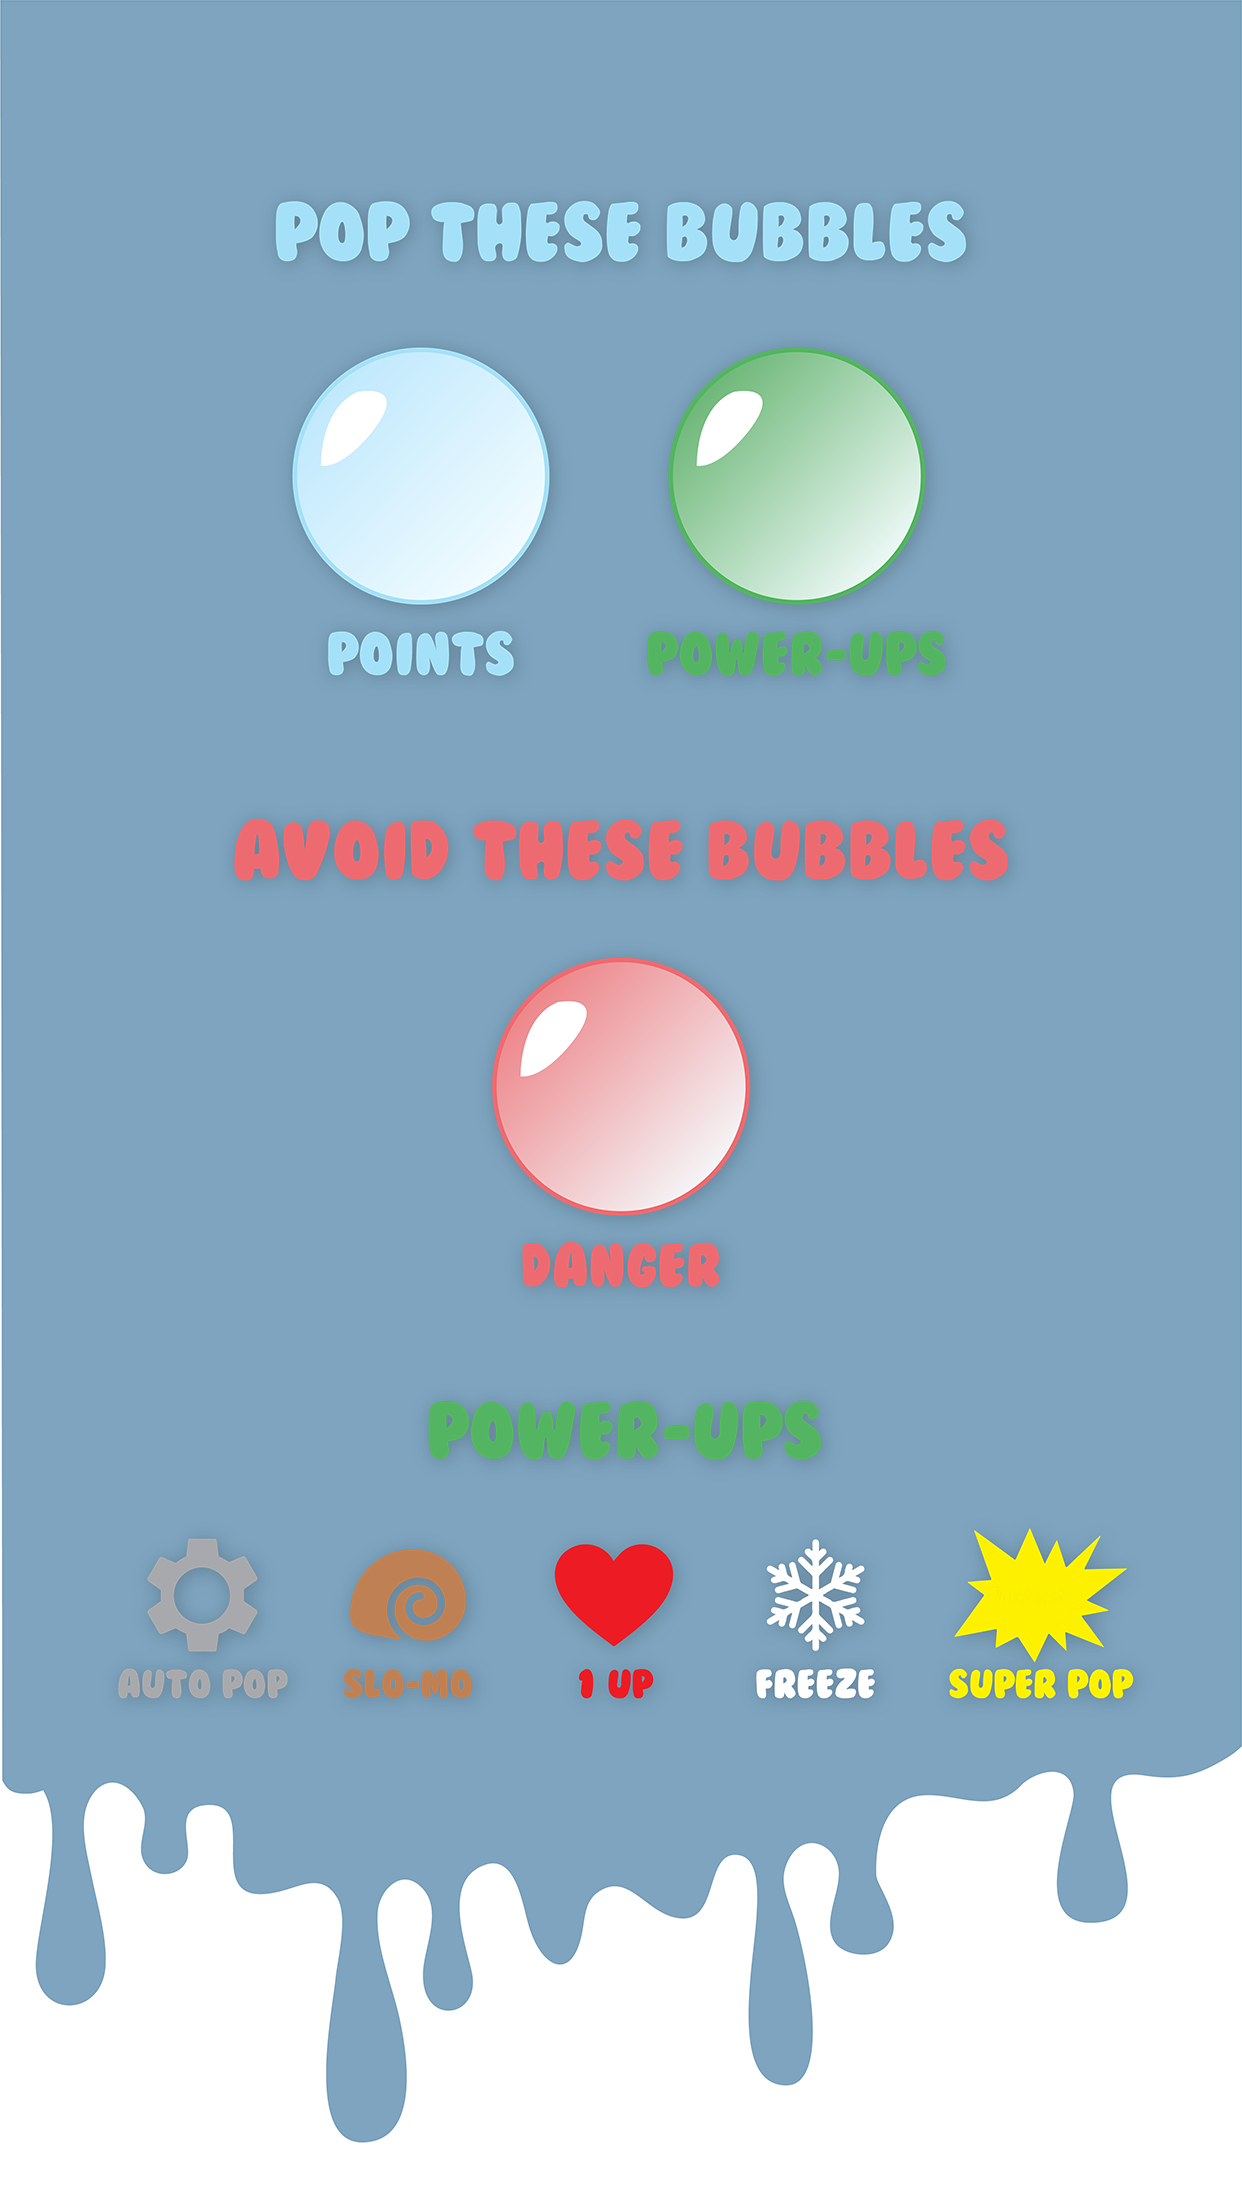 POP THESE BUBBLES
POINTS POWER-UPS
AVOID THESE BUBBLES
DANGER
POWER-UPS
AUTO POP SLO-MO 1 UP FREEZE SUPER POP